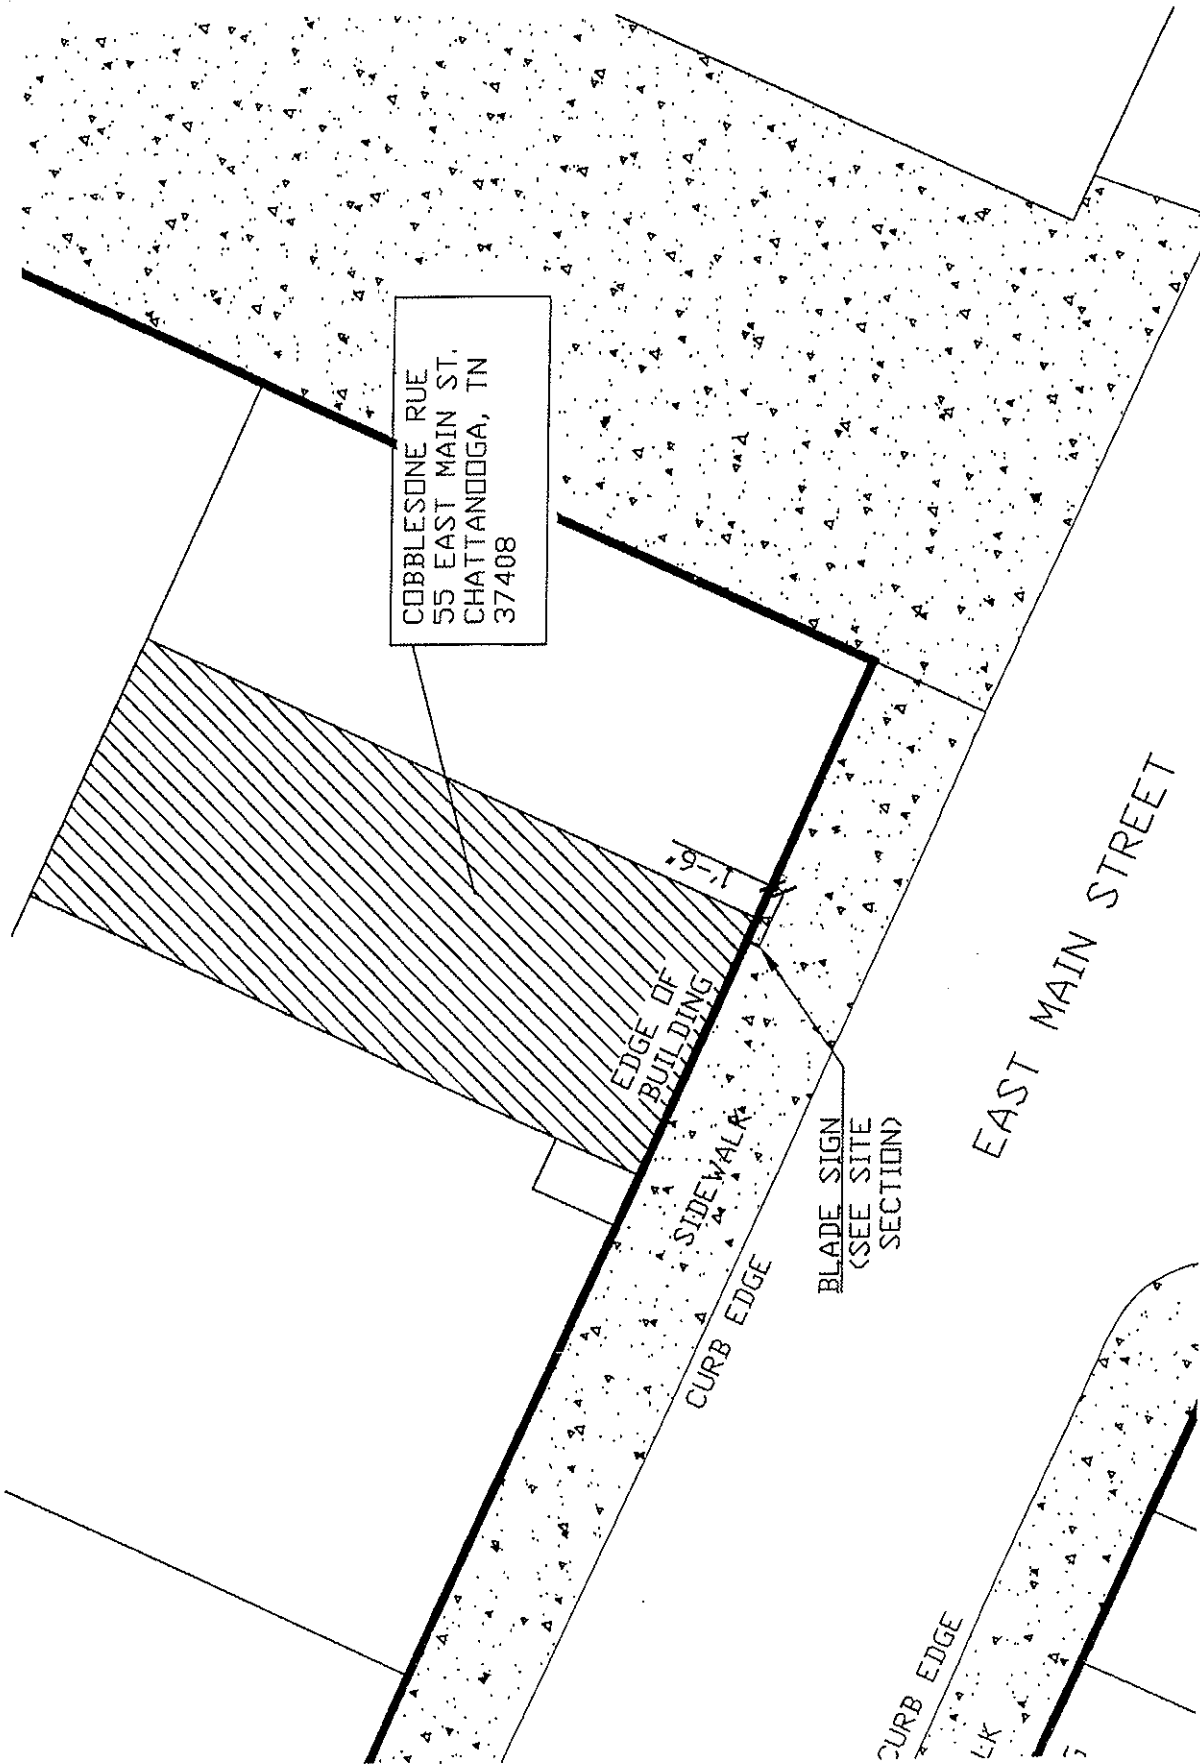 COBBLESONE RUE
55 EAST MAIN ST.
CHATTANOOGA, TN
37408
1'-6"
EDGE OF
BUILDING
SIDEWALK
CURB EDGE
BLADE SIGN
(SEE SITE
SECTION)
EAST MAIN STREET
CURB EDGE
LK